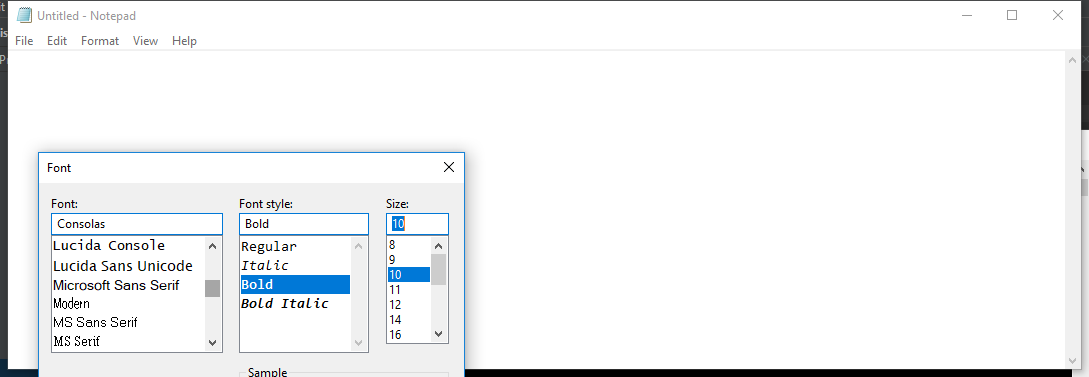 Untitled - Notepad
File Edit Format View Help
Font
Font: Font style: Size:
Consolas Bold 10
Lucida Console
Lucida Sans Unicode
Microsoft Sans Serif
Modern
MS Sans Serif
MS Serif
Regular
Italic
Bold
Bold Italic
8
9
10
11
12
14
16
Sample